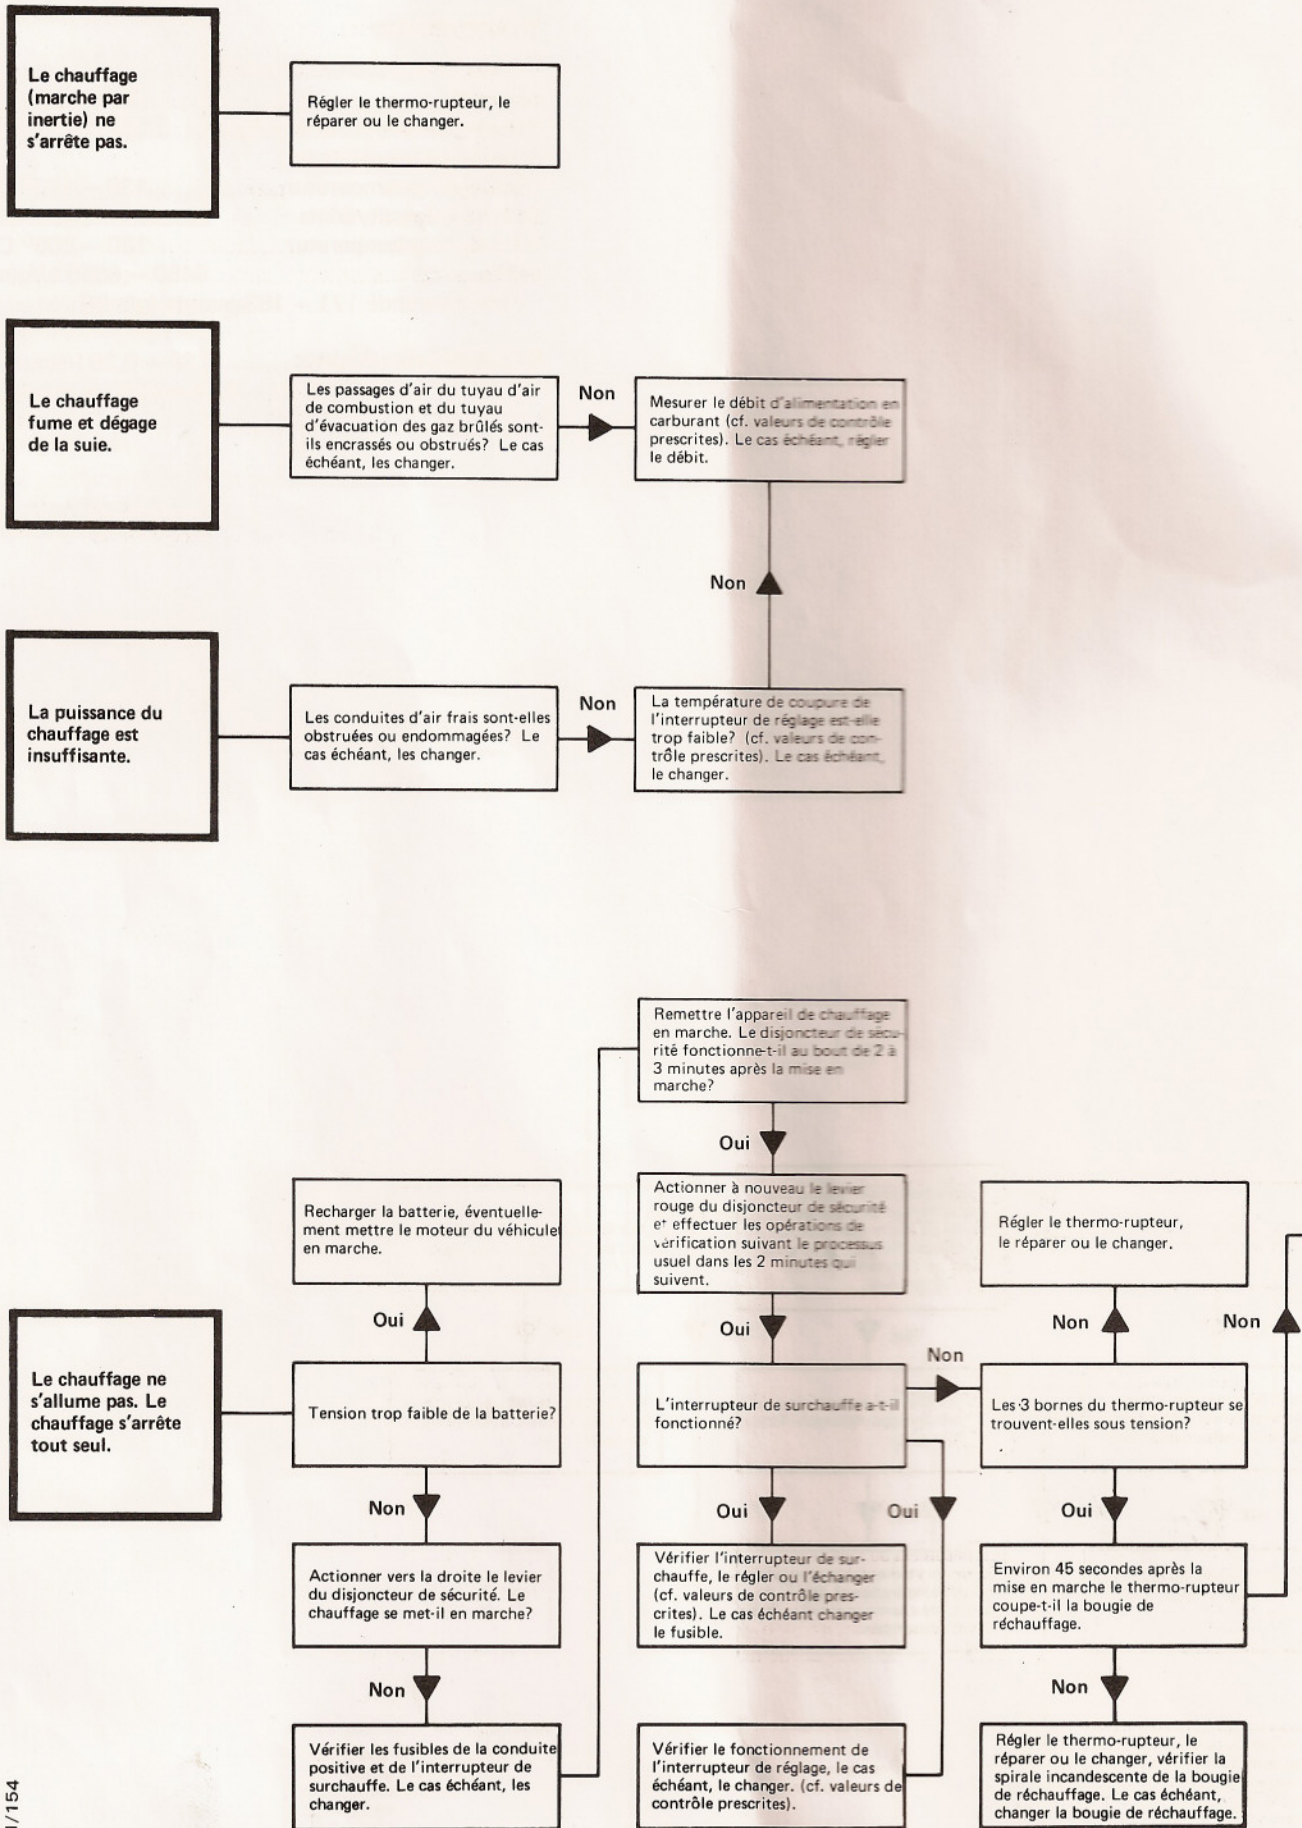 Le chauffage
(marche par
inertie) ne
s'arrête pas.
Régler le thermo-rupteur, le
réparer ou le changer.
Le chauffage
fume et dégage
de la suie.
Les passages d'air du tuyau d'air
de combustion et du tuyau
d'évacuation des gaz brûlés sont-
ils encrassés ou obstrués? Le cas
échéant, les changer.
Non
Mesurer le débit d'alimentation en
carburant (cf. valeurs de contrôle
prescrites). Le cas échéant, régler
le débit.
Non
La puissance du
chauffage est
insuffisante.
Les conduites d'air frais sont-elles
obstruées ou endommagées? Le
cas échéant, les changer.
Non
La température de coupure de
l'interrupteur de réglage est-elle
trop faible? (cf. valeurs de con-
trôle prescrites). Le cas échéant,
le changer.
Remettre l'appareil de chauffage
en marche. Le disjoncteur de sécu-
rité fonctionne-t-il au bout de 2 à
3 minutes après la mise en
marche?
Oui
Recharger la batterie, éventuelle-
ment mettre le moteur du véhicule
en marche.
Actionner à nouveau le levier
rouge du disjoncteur de sécurité
et effectuer les opérations de
vérification suivant le processus
usuel dans les 2 minutes qui
suivent.
Régler le thermo-rupteur,
le réparer ou le changer.
Oui
Oui
Non
Non
Non
Le chauffage ne
s'allume pas. Le
chauffage s'arrête
tout seul.
Tension trop faible de la batterie?
L'interrupteur de surchauffe a-t-il
fonctionné?
Les 3 bornes du thermo-rupteur se
trouvent-elles sous tension?
Non
Oui
Oui
Oui
Actionner vers la droite le levier
du disjoncteur de sécurité. Le
chauffage se met-il en marche?
Vérifier l'interrupteur de sur-
chauffe, le régler ou l'échanger
(cf. valeurs de contrôle pres-
crites). Le cas échéant changer
le fusible.
Environ 45 secondes après la
mise en marche le thermo-rupteur
coupe-t-il la bougie de
réchauffage.
Non
Non
Vérifier les fusibles de la conduite
positive et de l'interrupteur de
surchauffe. Le cas échéant, les
changer.
Vérifier le fonctionnement de
l'interrupteur de réglage, le cas
échéant, le changer. (cf. valeurs de
contrôle prescrites).
Régler le thermo-rupteur, le
réparer ou le changer, vérifier la
spirale incandescente de la bougie
de réchauffage. Le cas échéant,
changer la bougie de réchauffage.